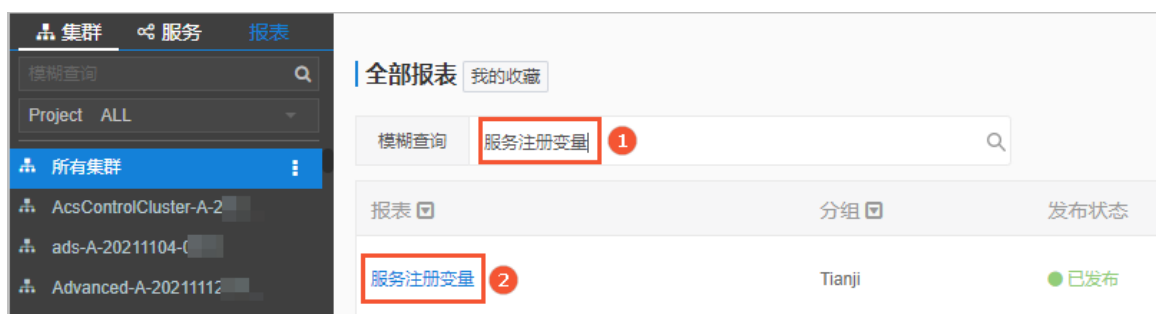 集群 服务 报表
模糊查询
Project ALL
所有集群
AcsControlCluster-A-2
ads-A-20211104-
Advanced-A-20211112
全部报表 我的收藏
模糊查询 服务注册变量 1
报表 分组 发布状态
服务注册变量 2 Tianji 已发布